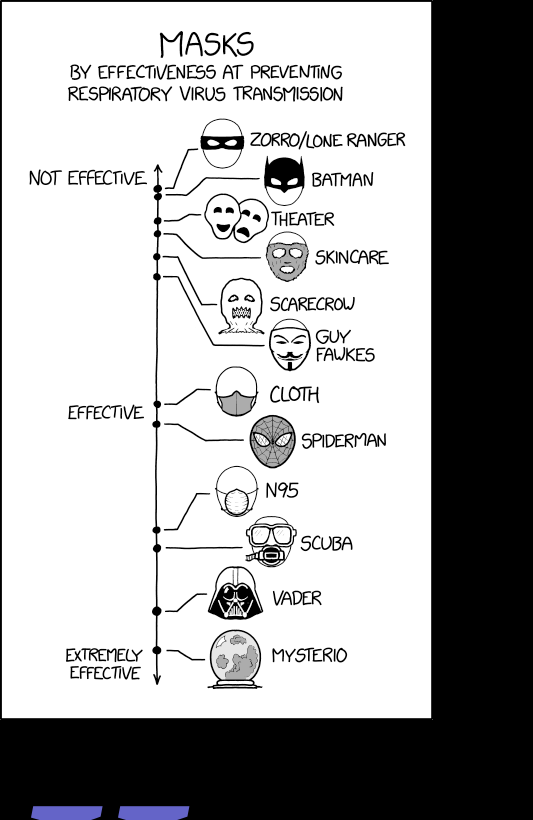 MASKS
BY EFFECTIVENESS AT PREVENTING
RESPIRATORY VIRUS TRANSMISSION
ZORRO/LONE RANGER
NOT EFFECTIVE
BATMAN
THEATER
SKINCARE
SCARECROW
GUY
FAWKES
CLOTH
EFFECTIVE
SPIDERMAN
N95
SCUBA
VADER
EXTREMELY
EFFECTIVE
MYSTERIO